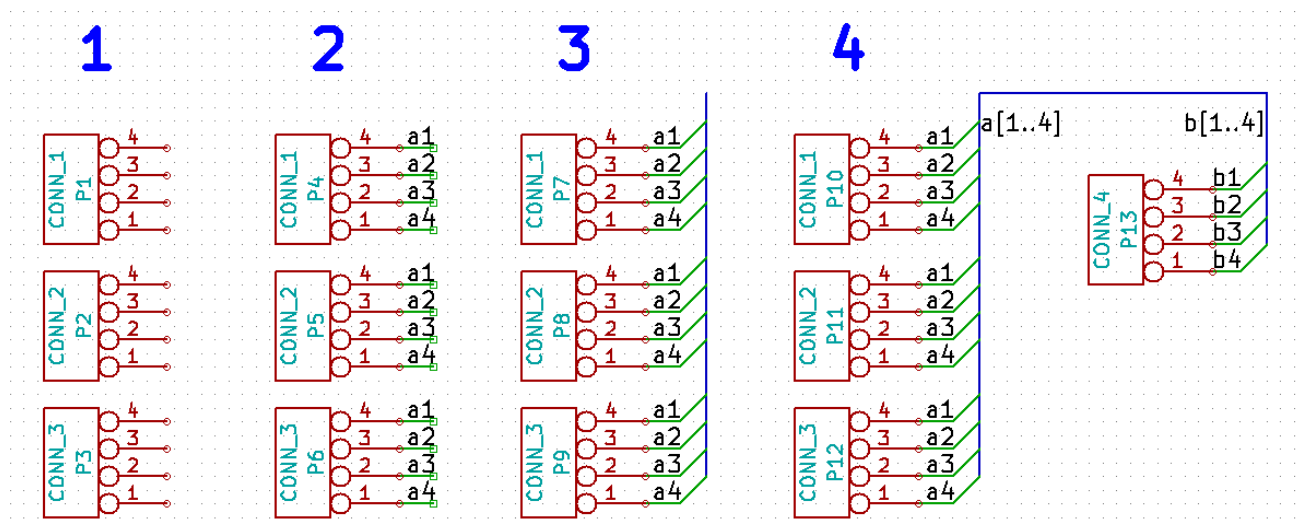 1 2 3 4
CONN_1
P1
4
3
2
1
CONN_2
P2
4
3
2
1
CONN_3
P3
4
3
2
1
CONN_1
P4
4 a1
3 a2
2 a3
1 a4
CONN_2
P5
4 a1
3 a2
2 a3
1 a4
CONN_3
P6
4 a1
3 a2
2 a3
1 a4
CONN_1
P7
4 a1
3 a2
2 a3
1 a4
CONN_2
P8
4 a1
3 a2
2 a3
1 a4
CONN_3
P9
4 a1
3 a2
2 a3
1 a4
CONN_1
P10
4 a1
3 a2
2 a3
1 a4
CONN_2
P11
4 a1
3 a2
2 a3
1 a4
CONN_3
P12
4 a1
3 a2
2 a3
1 a4
a[1..4] b[1..4]
CONN_4
P13
4 b1
3 b2
2 b3
1 b4